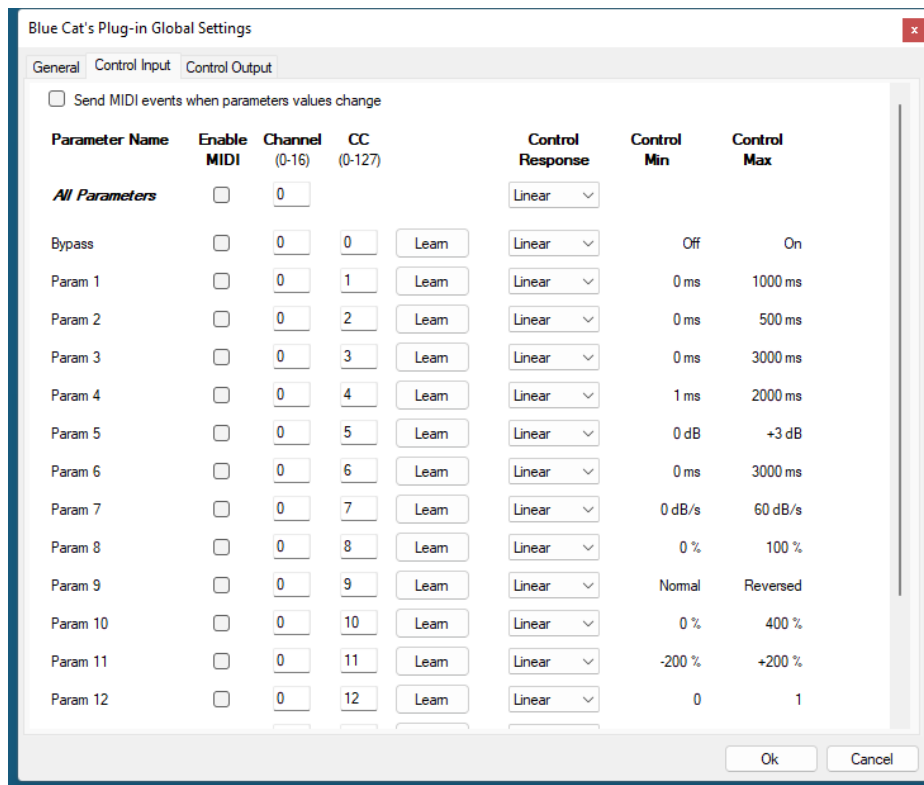 Blue Cat's Plug-in Global Settings x
General Control Input Control Output
Send MIDI events when parameters values change
Parameter Name Enable MIDI Channel (0-16) CC (0-127) Control Response Control Min Control Max
All Parameters 0 Linear
Bypass 0 0 Learn Linear Off On
Param 1 0 1 Learn Linear 0 ms 1000 ms
Param 2 0 2 Learn Linear 0 ms 500 ms
Param 3 0 3 Learn Linear 0 ms 3000 ms
Param 4 0 4 Learn Linear 1 ms 2000 ms
Param 5 0 5 Learn Linear 0 dB +3 dB
Param 6 0 6 Learn Linear 0 ms 3000 ms
Param 7 0 7 Learn Linear 0 dB/s 60 dB/s
Param 8 0 8 Learn Linear 0 % 100 %
Param 9 0 9 Learn Linear Normal Reversed
Param 10 0 10 Learn Linear 0 % 400 %
Param 11 0 11 Learn Linear -200 % +200 %
Param 12 0 12 Learn Linear 0 1
Ok Cancel